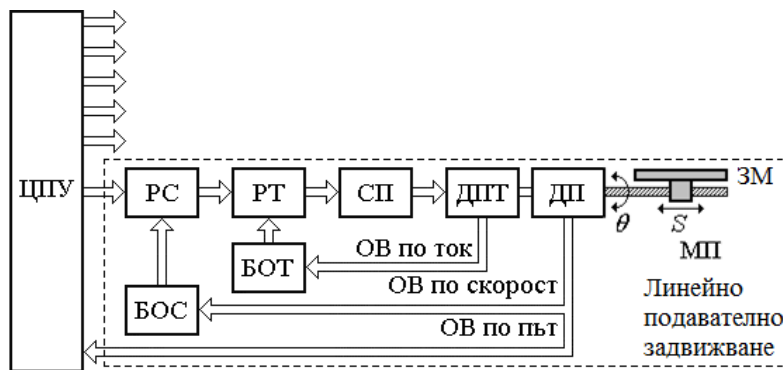 ЦПУ
РС
РТ
СП
ДПТ
ДП
θ
S
ЗМ
МП
БОТ
ОВ по ток
БОС
ОВ по скорост
ОВ по път
Линейно
подавателно
задвижване